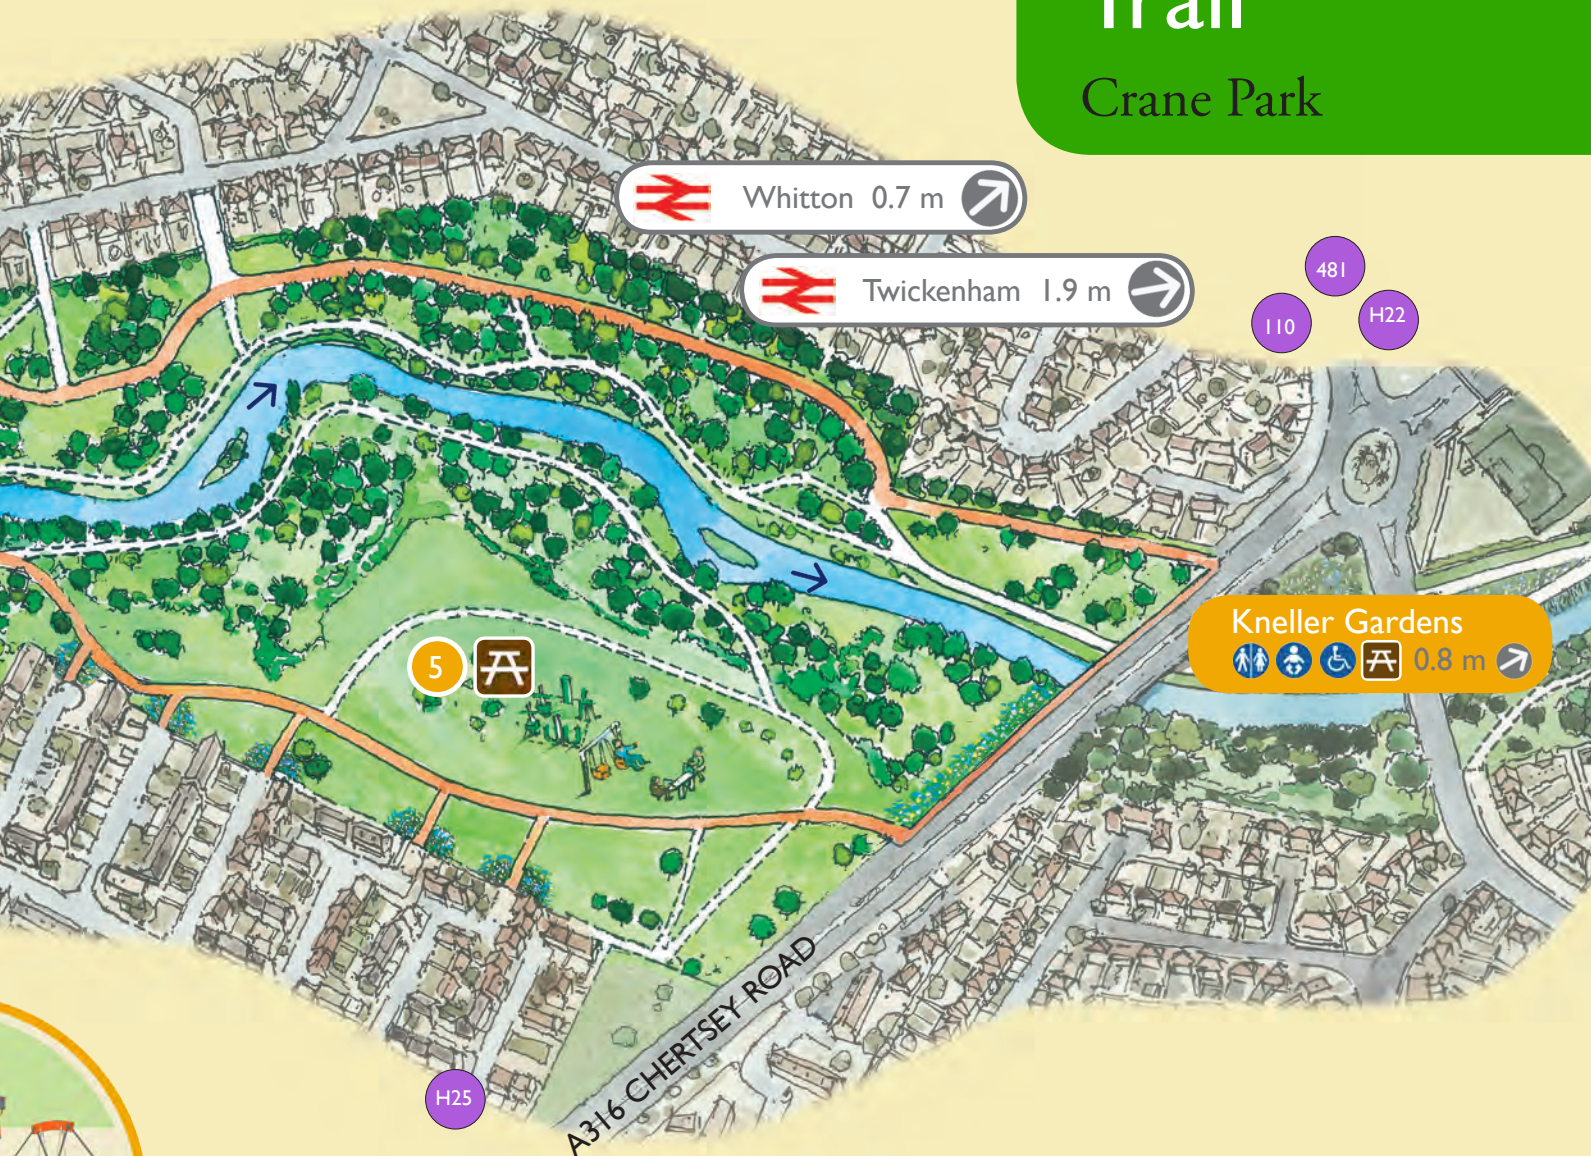 Trail
Crane Park
Whitton 0.7 m
Twickenham 1.9 m
481
110
H22
Kneller Gardens
0.8 m
5
A316 CHERTSEY ROAD
H25